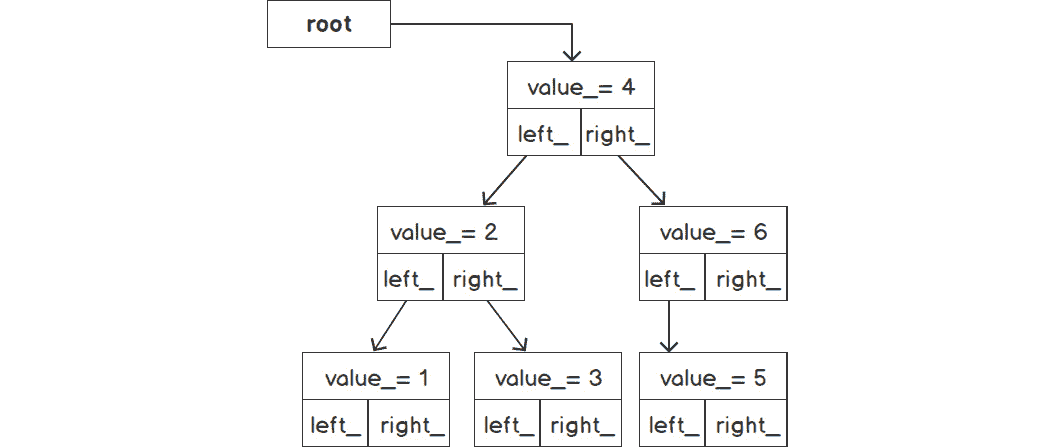 root
value_= 4
left_ right_
value_= 2
value_= 6
left_ right_
left_ right_
value_= 1
value_= 3
value_= 5
left_ right_
left_ right_
left_ right_